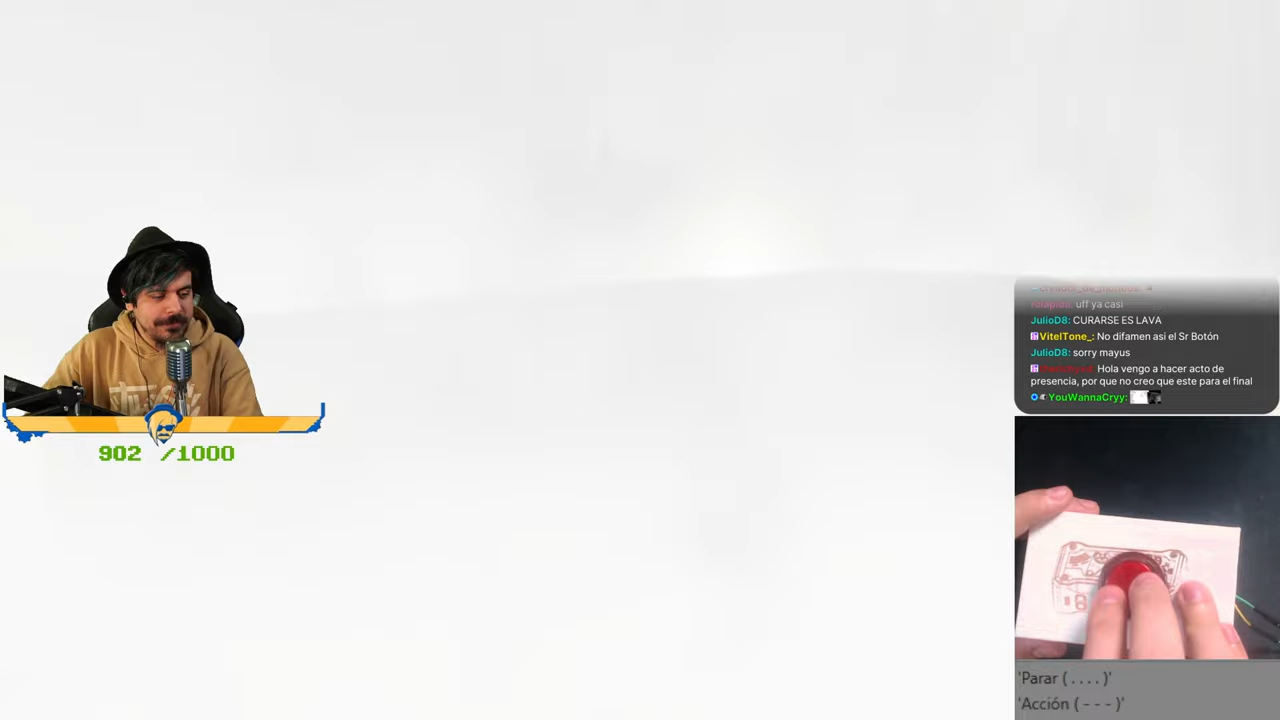 uff ya casi
JulioD8: CURARSE ES LAVA
VitelTone_: No difamen asi el Sr Botón
JulioD8: sorry mayus
Hola vengo a hacer acto de
presencia, por que no creo que este para el final
YouWannaCryy:
902 /1000
'Parar ( . . . . )'
'Acción ( - - - )'